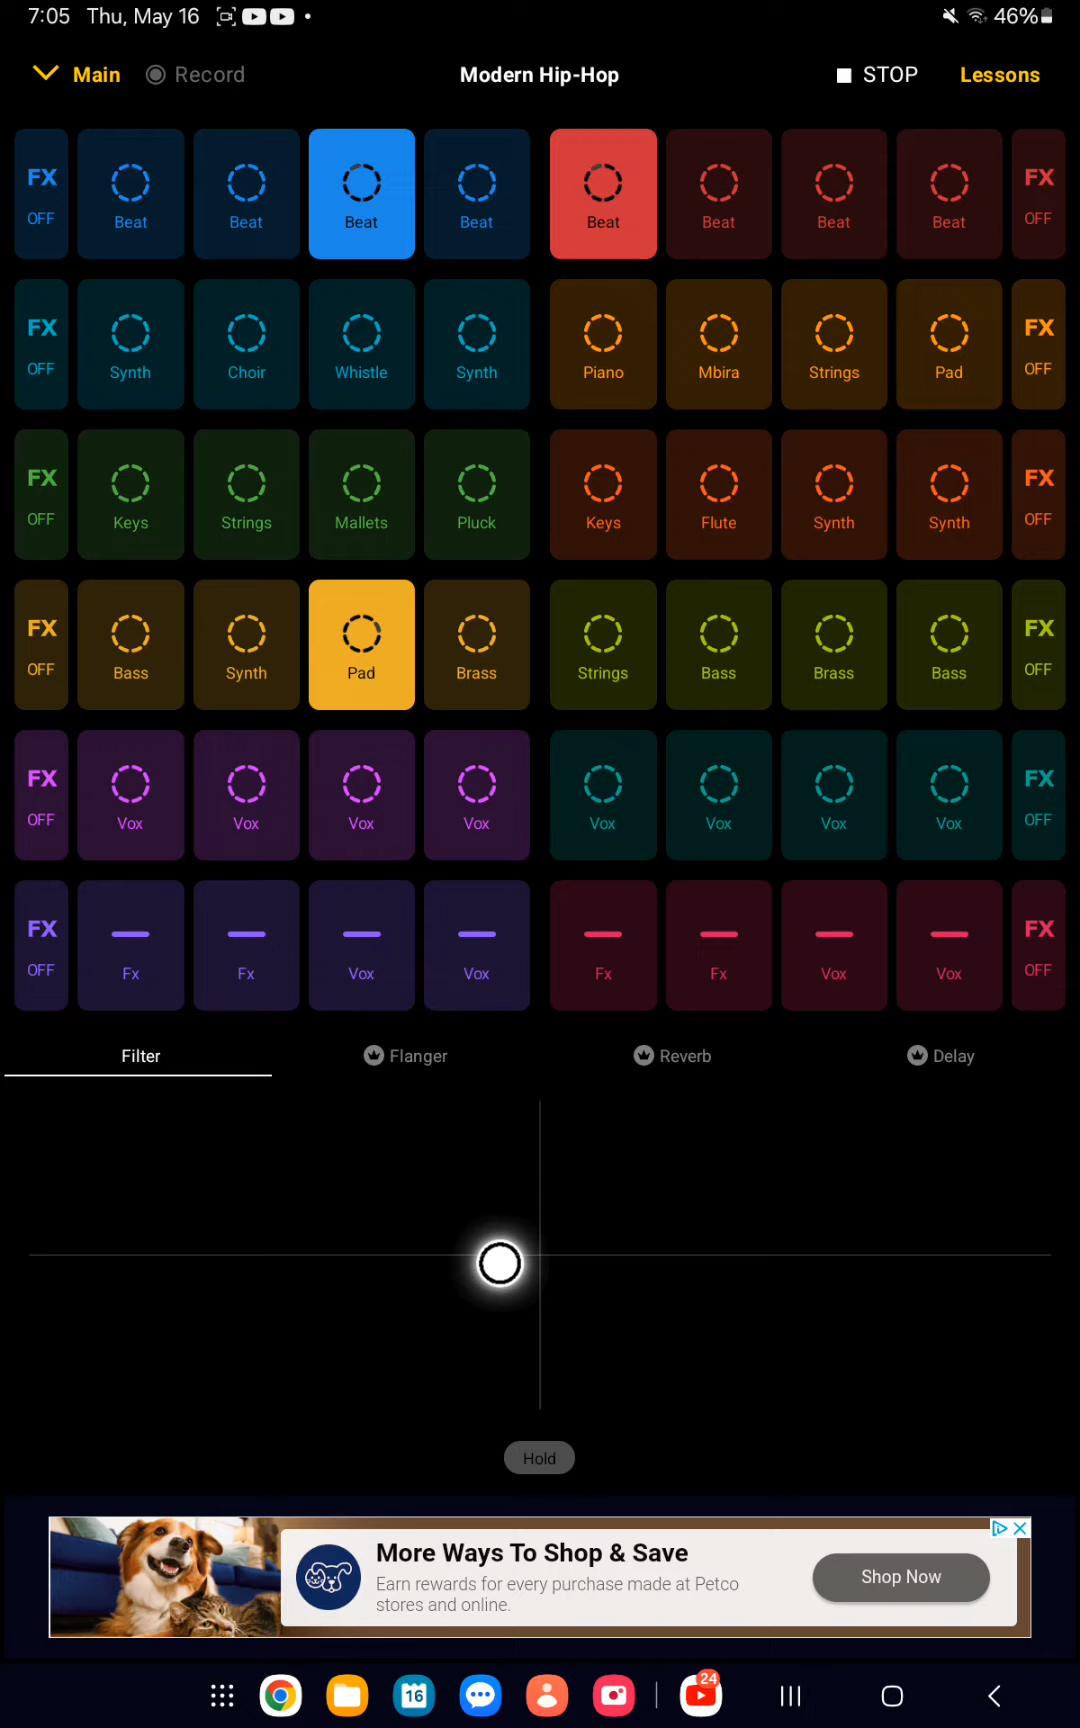 7:05 Thu, May 16 46%
Main Record Modern Hip-Hop STOP Lessons
FX Beat Beat Beat Beat Beat Beat Beat Beat FX
OFF OFF
FX Synth Choir Whistle Synth Piano Mbira Strings Pad FX
OFF OFF
FX Keys Strings Mallets Pluck Keys Flute Synth Synth FX
OFF OFF
FX Bass Synth Pad Brass Strings Bass Brass Bass FX
OFF OFF
FX Vox Vox Vox Vox Vox Vox Vox Vox FX
OFF OFF
FX Fx Fx Vox Vox Fx Fx Vox Vox FX
OFF OFF
Filter Flanger Reverb Delay
Hold
More Ways To Shop & Save
Earn rewards for every purchase made at Petco
stores and online.
Shop Now
16 24